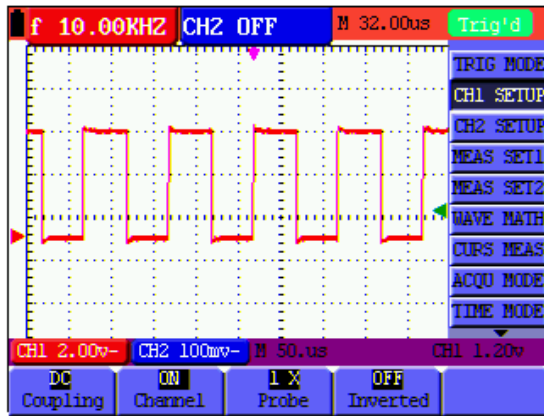 f 10.00KHZ CH2 OFF M 32.00us Trig'd
TRIG MODE
CH1 SETUP
CH2 SETUP
MEAS SET1
MEAS SET2
WAVE MATH
CURS MEAS
ACQU MODE
TIME MODE
CH1 2.00v- CH2 100mv- M 50.us CH1 1.20v
DC ON 1 X OFF
Coupling Channel Probe Inverted